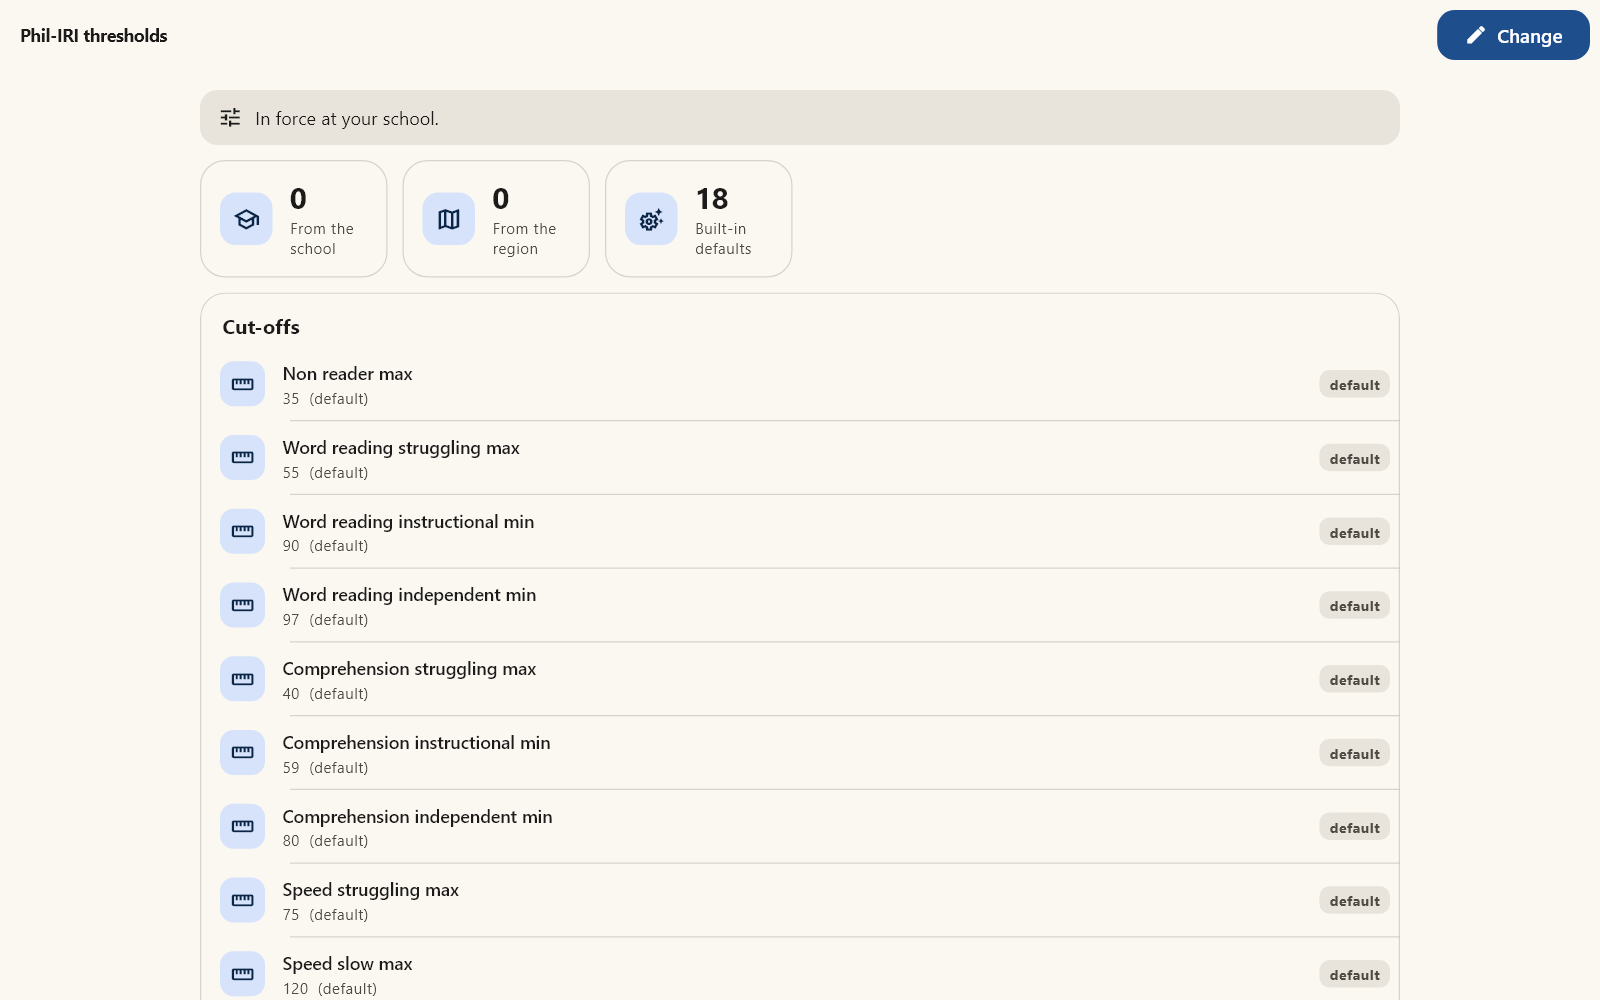 Phil-IRI thresholds
Change
In force at your school.
0
From the
school
0
From the
region
18
Built-in
defaults
Cut-offs
Non reader max
35 (default)
default
Word reading struggling max
55 (default)
default
Word reading instructional min
90 (default)
default
Word reading independent min
97 (default)
default
Comprehension struggling max
40 (default)
default
Comprehension instructional min
59 (default)
default
Comprehension independent min
80 (default)
default
Speed struggling max
75 (default)
default
Speed slow max
120 (default)
default